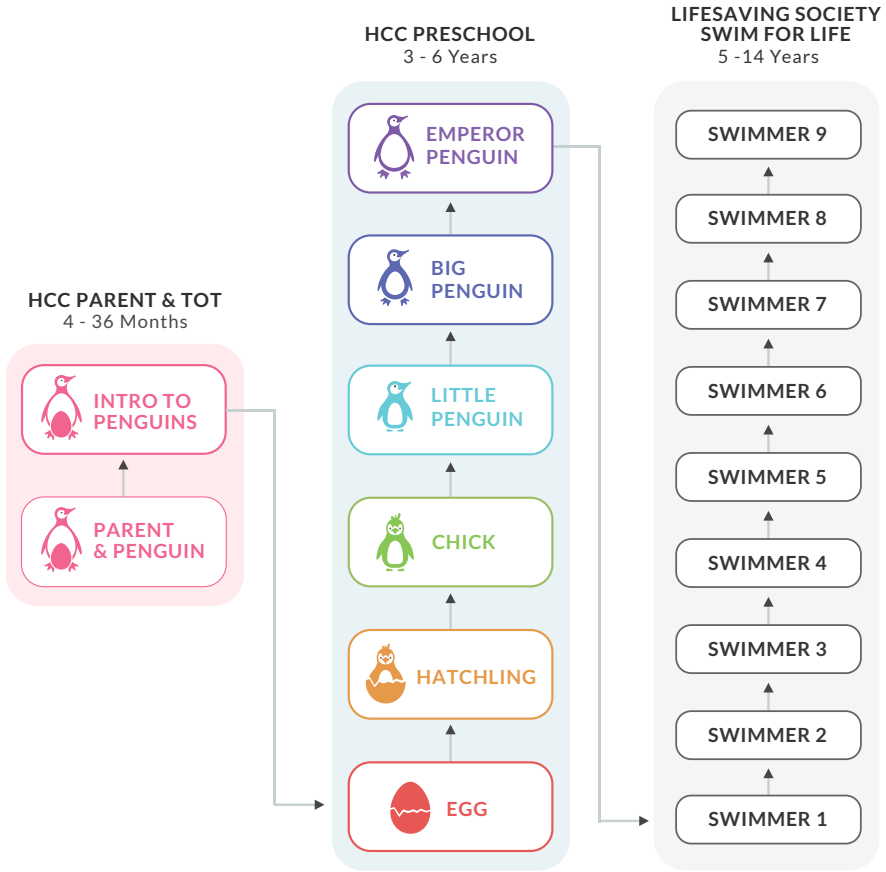 HCC PARENT & TOT
4 - 36 Months
INTRO TO
PENGUINS
PARENT
& PENGUIN
HCC PRESCHOOL
3 - 6 Years
EMPEROR
PENGUIN
BIG
PENGUIN
LITTLE
PENGUIN
CHICK
HATCHLING
EGG
LIFESAVING SOCIETY
SWIM FOR LIFE
5 -14 Years
SWIMMER 9
SWIMMER 8
SWIMMER 7
SWIMMER 6
SWIMMER 5
SWIMMER 4
SWIMMER 3
SWIMMER 2
SWIMMER 1